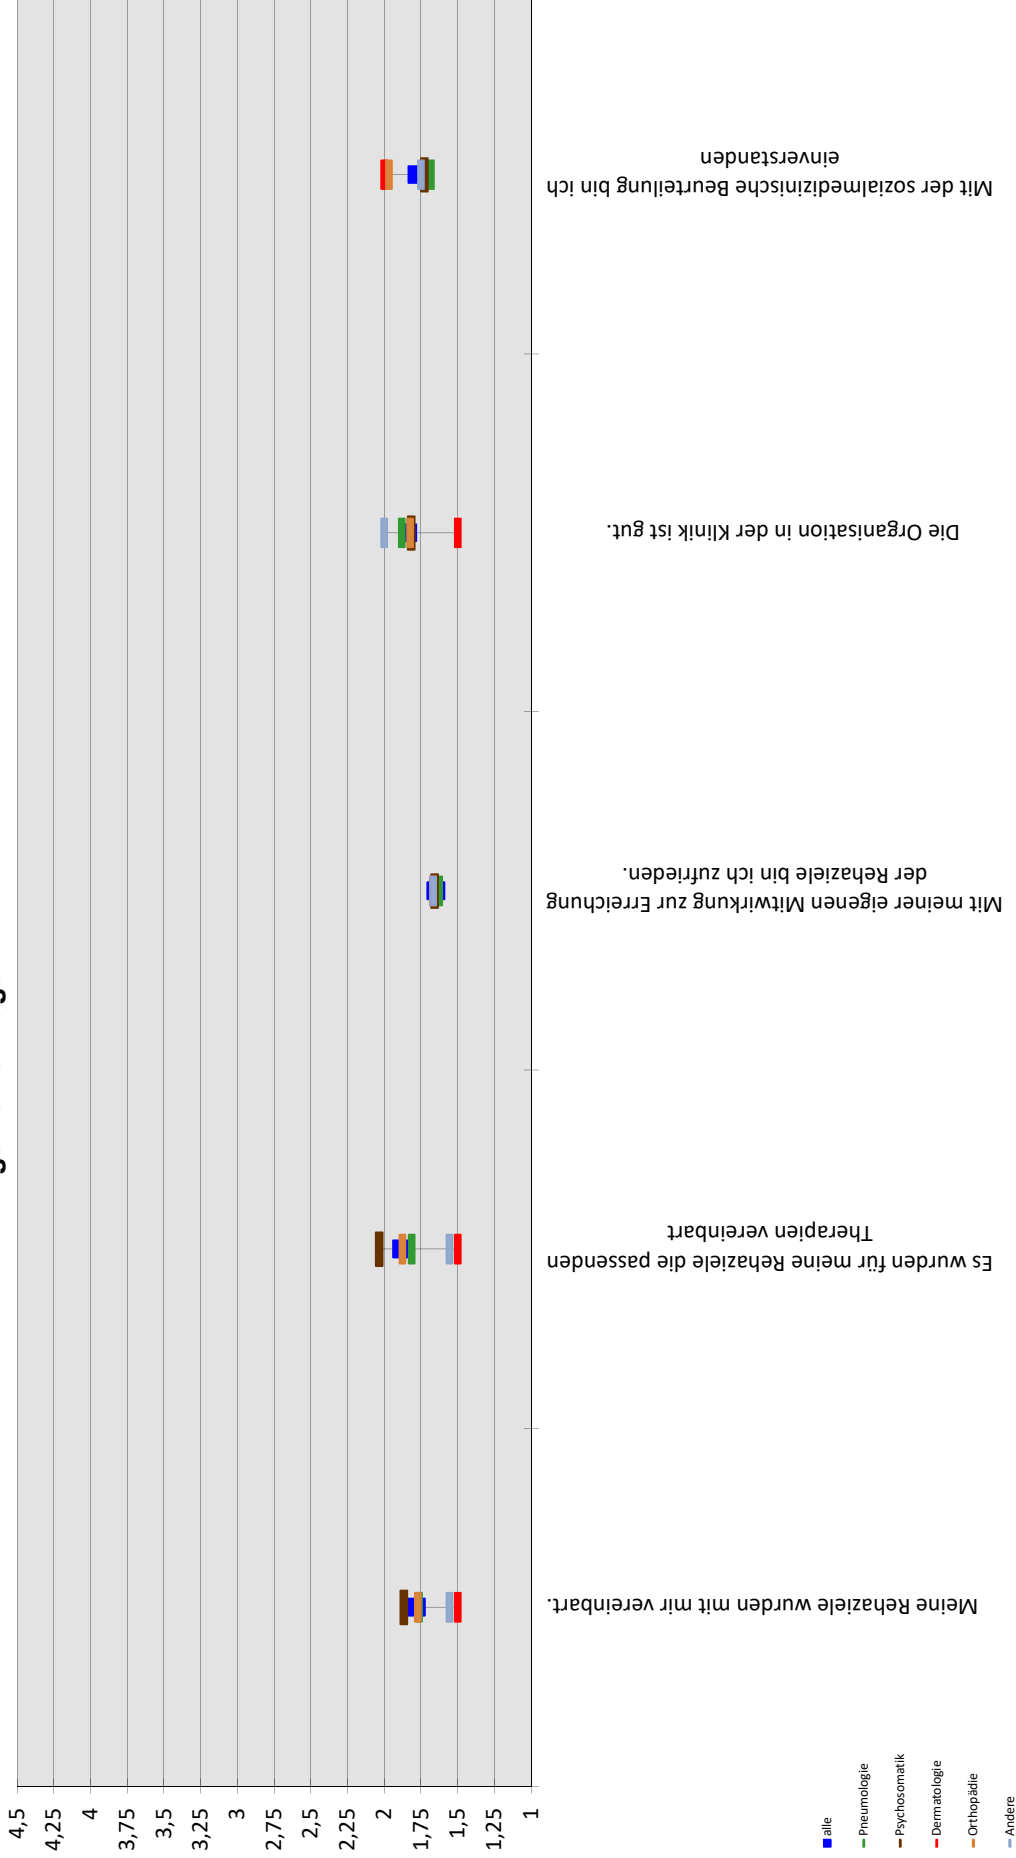 4,5
4,25
4
3,75
3,5
3,25
3
2,75
2,5
2,25
2
1,75
1,5
1,25
1
Meine Rehaziele wurden mit mir vereinbart.
Es wurden für meine Rehaziele die passenden
Therapien vereinbart
Mit meiner eigenen Mitwirkung zur Erreichung
der Rehaziele bin ich zufrieden.
Die Organisation in der Klinik ist gut.
Mit der sozialmedizinische Beurteilung bin ich
einverstanden
alle
Pneumologie
Psychosomatik
Dermatologie
Orthopädie
Andere